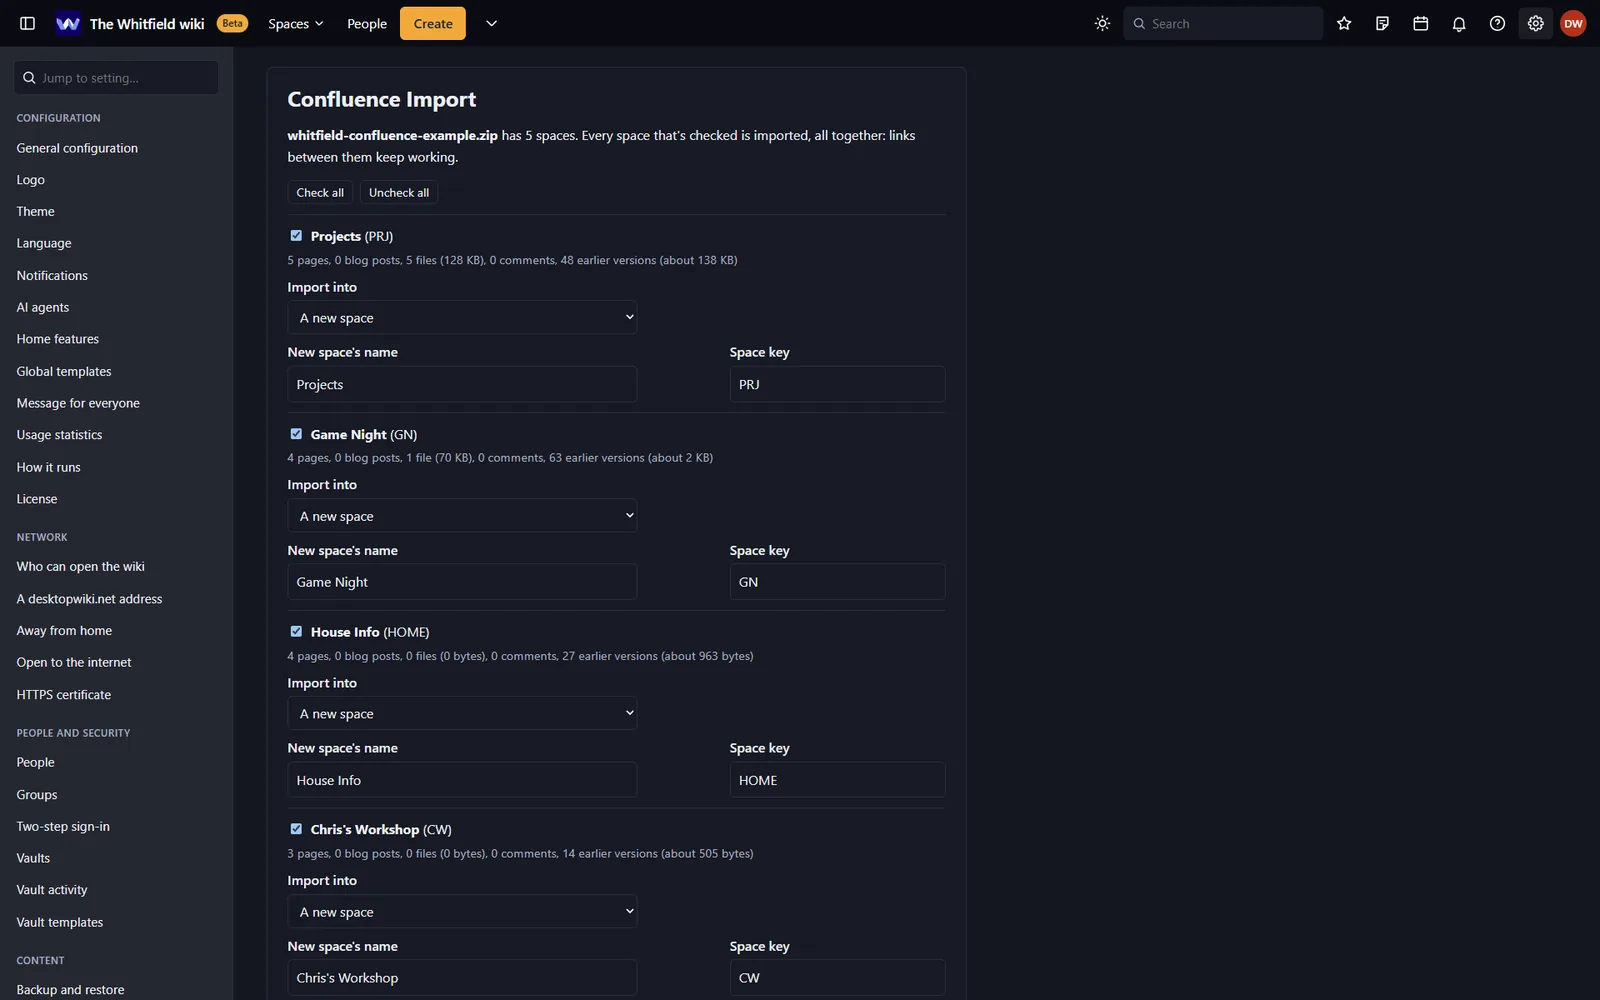 The Whitfield wiki
Beta
Spaces
People
Create
Search
DW
Jump to setting...
CONFIGURATION
General configuration
Logo
Theme
Language
Notifications
AI agents
Home features
Global templates
Message for everyone
Usage statistics
How it runs
License
NETWORK
Who can open the wiki
A desktopwiki.net address
Away from home
Open to the internet
HTTPS certificate
PEOPLE AND SECURITY
People
Groups
Two-step sign-in
Vaults
Vault activity
Vault templates
CONTENT
Backup and restore
Confluence Import
whitfield-confluence-example.zip has 5 spaces. Every space that's checked is imported, all together: links
between them keep working.
Check all
Uncheck all
Projects (PRJ)
5 pages, 0 blog posts, 5 files (128 KB), 0 comments, 48 earlier versions (about 138 KB)
Import into
A new space
New space's name
Space key
Projects
PRJ
Game Night (GN)
4 pages, 0 blog posts, 1 file (70 KB), 0 comments, 63 earlier versions (about 2 KB)
Import into
A new space
New space's name
Space key
Game Night
GN
House Info (HOME)
4 pages, 0 blog posts, 0 files (0 bytes), 0 comments, 27 earlier versions (about 963 bytes)
Import into
A new space
New space's name
Space key
House Info
HOME
Chris's Workshop (CW)
3 pages, 0 blog posts, 0 files (0 bytes), 0 comments, 14 earlier versions (about 505 bytes)
Import into
A new space
New space's name
Space key
Chris's Workshop
CW